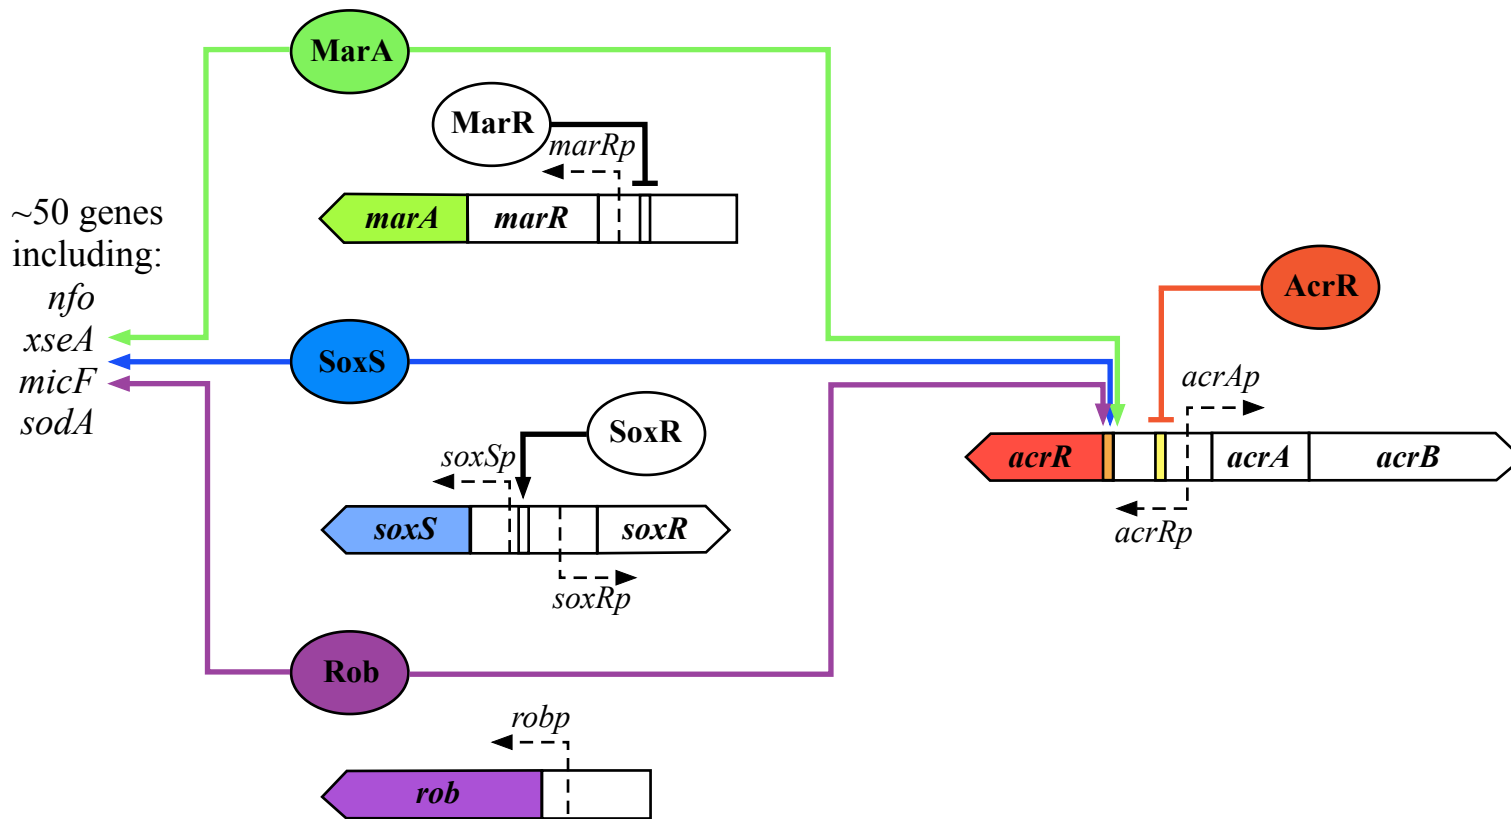 MarA
MarR
marRp
marA marR
~50 genes
including:
nfo
xseA
micF
sodA
SoxS
AcrR
acrAp
acrR acrA acrB
acrRp
SoxR
soxSp
soxS soxR
soxRp
Rob
robp
rob